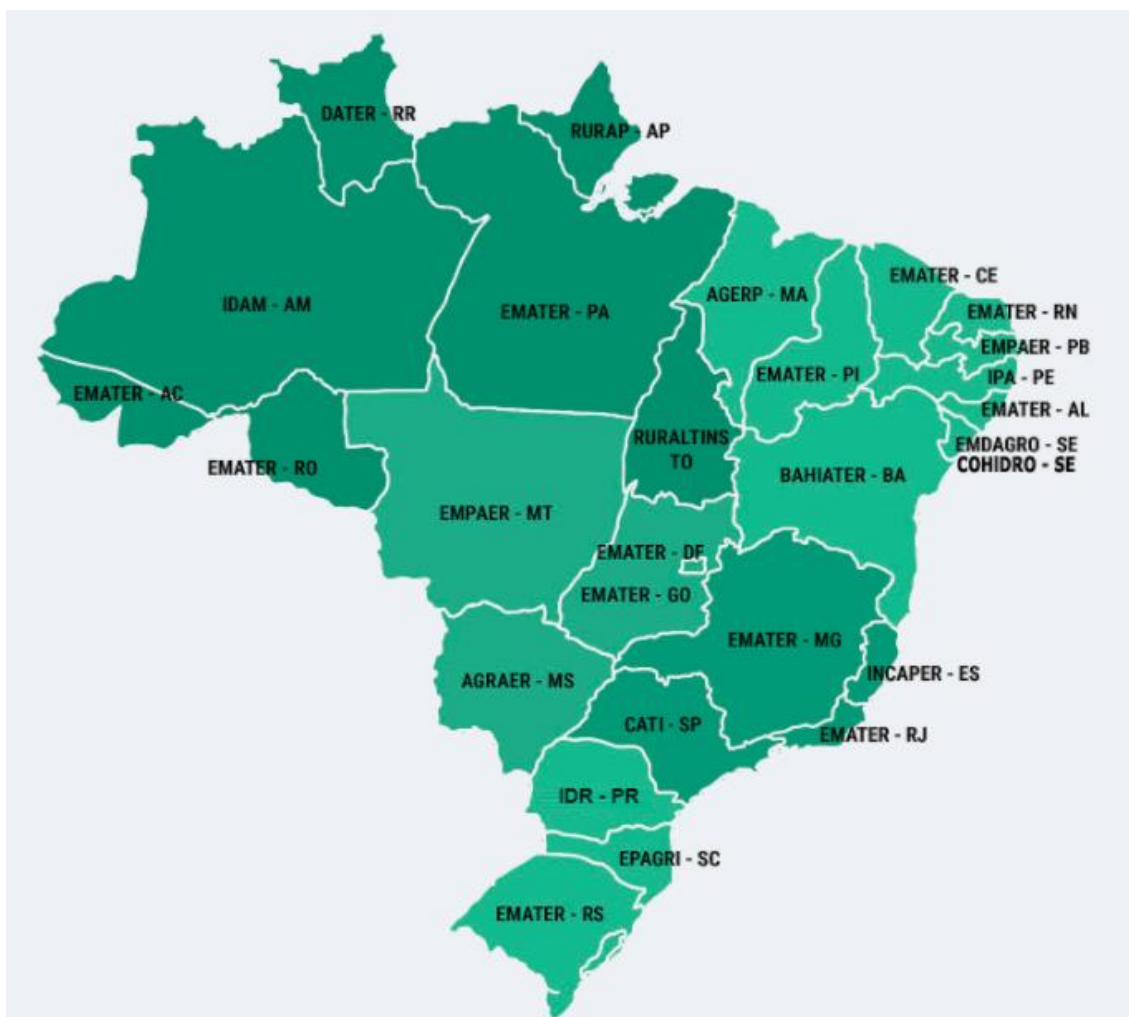 DATER - RR
RURAP - AP
EMATER - CE
AGERP - MA
IDAM - AM
EMATER - PA
EMATER - RN
EMPAER - PB
EMATER - PI
IPA - PE
EMATER - AC
EMATER - AL
RURALTINS
TO
EMDAGRO - SE
COHIDRO - SE
EMATER - RO
BAHIATER - BA
EMPAER - MT
EMATER - DF
EMATER - GO
EMATER - MG
INCAPER - ES
AGRAER - MS
CATI - SP
EMATER - RJ
IDR - PR
EPAGRI - SC
EMATER - RS